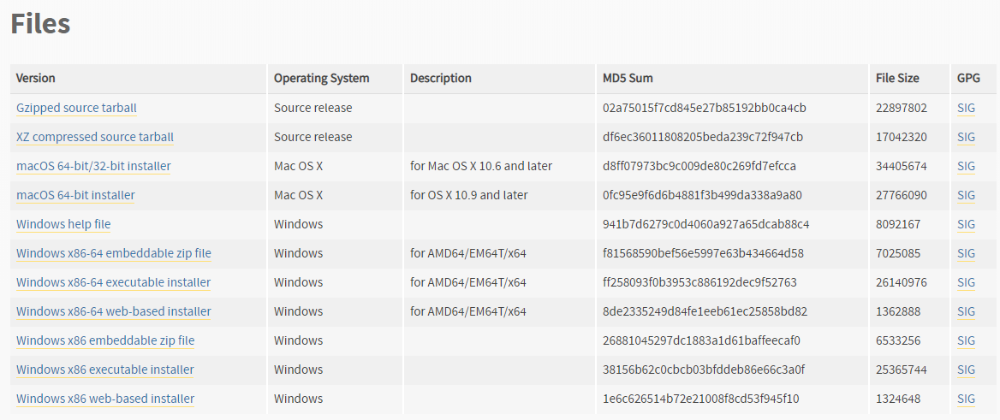 Files
Version Operating System Description MD5 Sum File Size GPG
Gzipped source tarball Source release 02a75015f7cd845e27b85192bb0ca4cb 22897802 SIG
XZ compressed source tarball Source release df6ec36011808205beda239c72f947cb 17042320 SIG
macOS 64-bit/32-bit installer Mac OS X for Mac OS X 10.6 and later d8ff07973bc9c009de80c269fd7efcca 34405674 SIG
macOS 64-bit installer Mac OS X for OS X 10.9 and later 0fc95e9f6d6b4881f3b499da338a9a80 27766090 SIG
Windows help file Windows 941b7d6279c0d4060a927a65dcab88c4 8092167 SIG
Windows x86-64 embeddable zip file Windows for AMD64/EM64T/x64 f81568590bef56e5997e63b434664d58 7025085 SIG
Windows x86-64 executable installer Windows for AMD64/EM64T/x64 ff258093f0b3953c886192dec9f52763 26140976 SIG
Windows x86-64 web-based installer Windows for AMD64/EM64T/x64 8de2335249d84fe1eeb61ec25858bd82 1362888 SIG
Windows x86 embeddable zip file Windows 26881045297dc1883a1d61baffeecaf0 6533256 SIG
Windows x86 executable installer Windows 38156b62c0cbcb03bfddeb86e66c3a0f 25365744 SIG
Windows x86 web-based installer Windows 1e6c626514b72e21008f8cd53f945f10 1324648 SIG